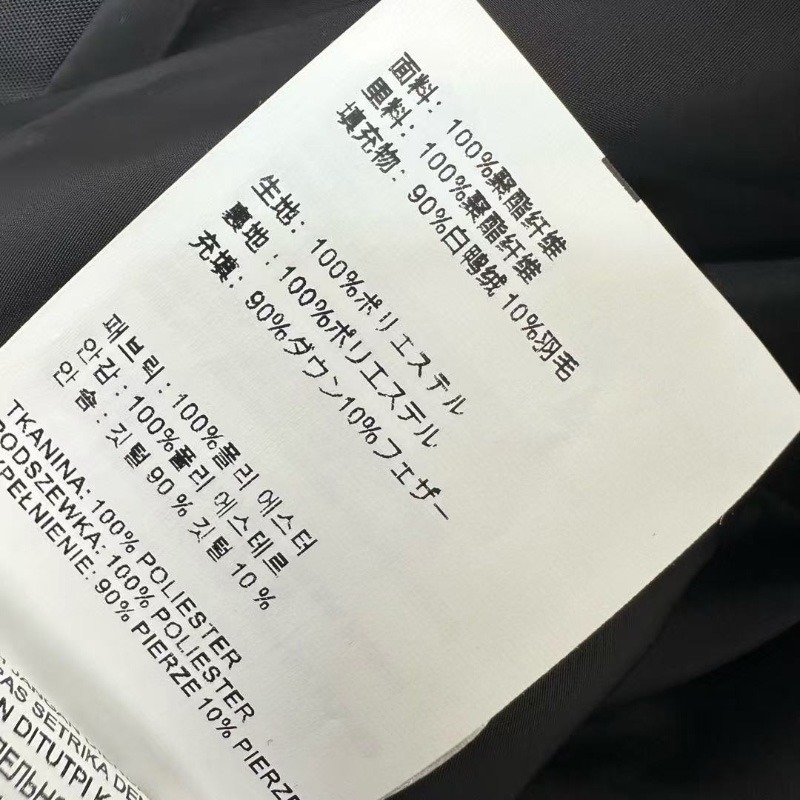 面料：100%聚酯纤维
里料：100%聚酯纤维
填充物：90%白鸭绒 10%羽毛
生地：100%ポリエステル
裏地：100%ポリエステル
充填：90%ダウン10%フェザー
패브리：100%폴리 에스터
안감：100%폴리 에스테르
안 솜：깃털 90 % 깃털 10 %
TKANINA: 100% POLIESTER
PODSZEWKA: 100% POLIESTER
PEŁNIENIE: 90% PIERZE 10% PIERZE
SETRIKA
DITUTPI